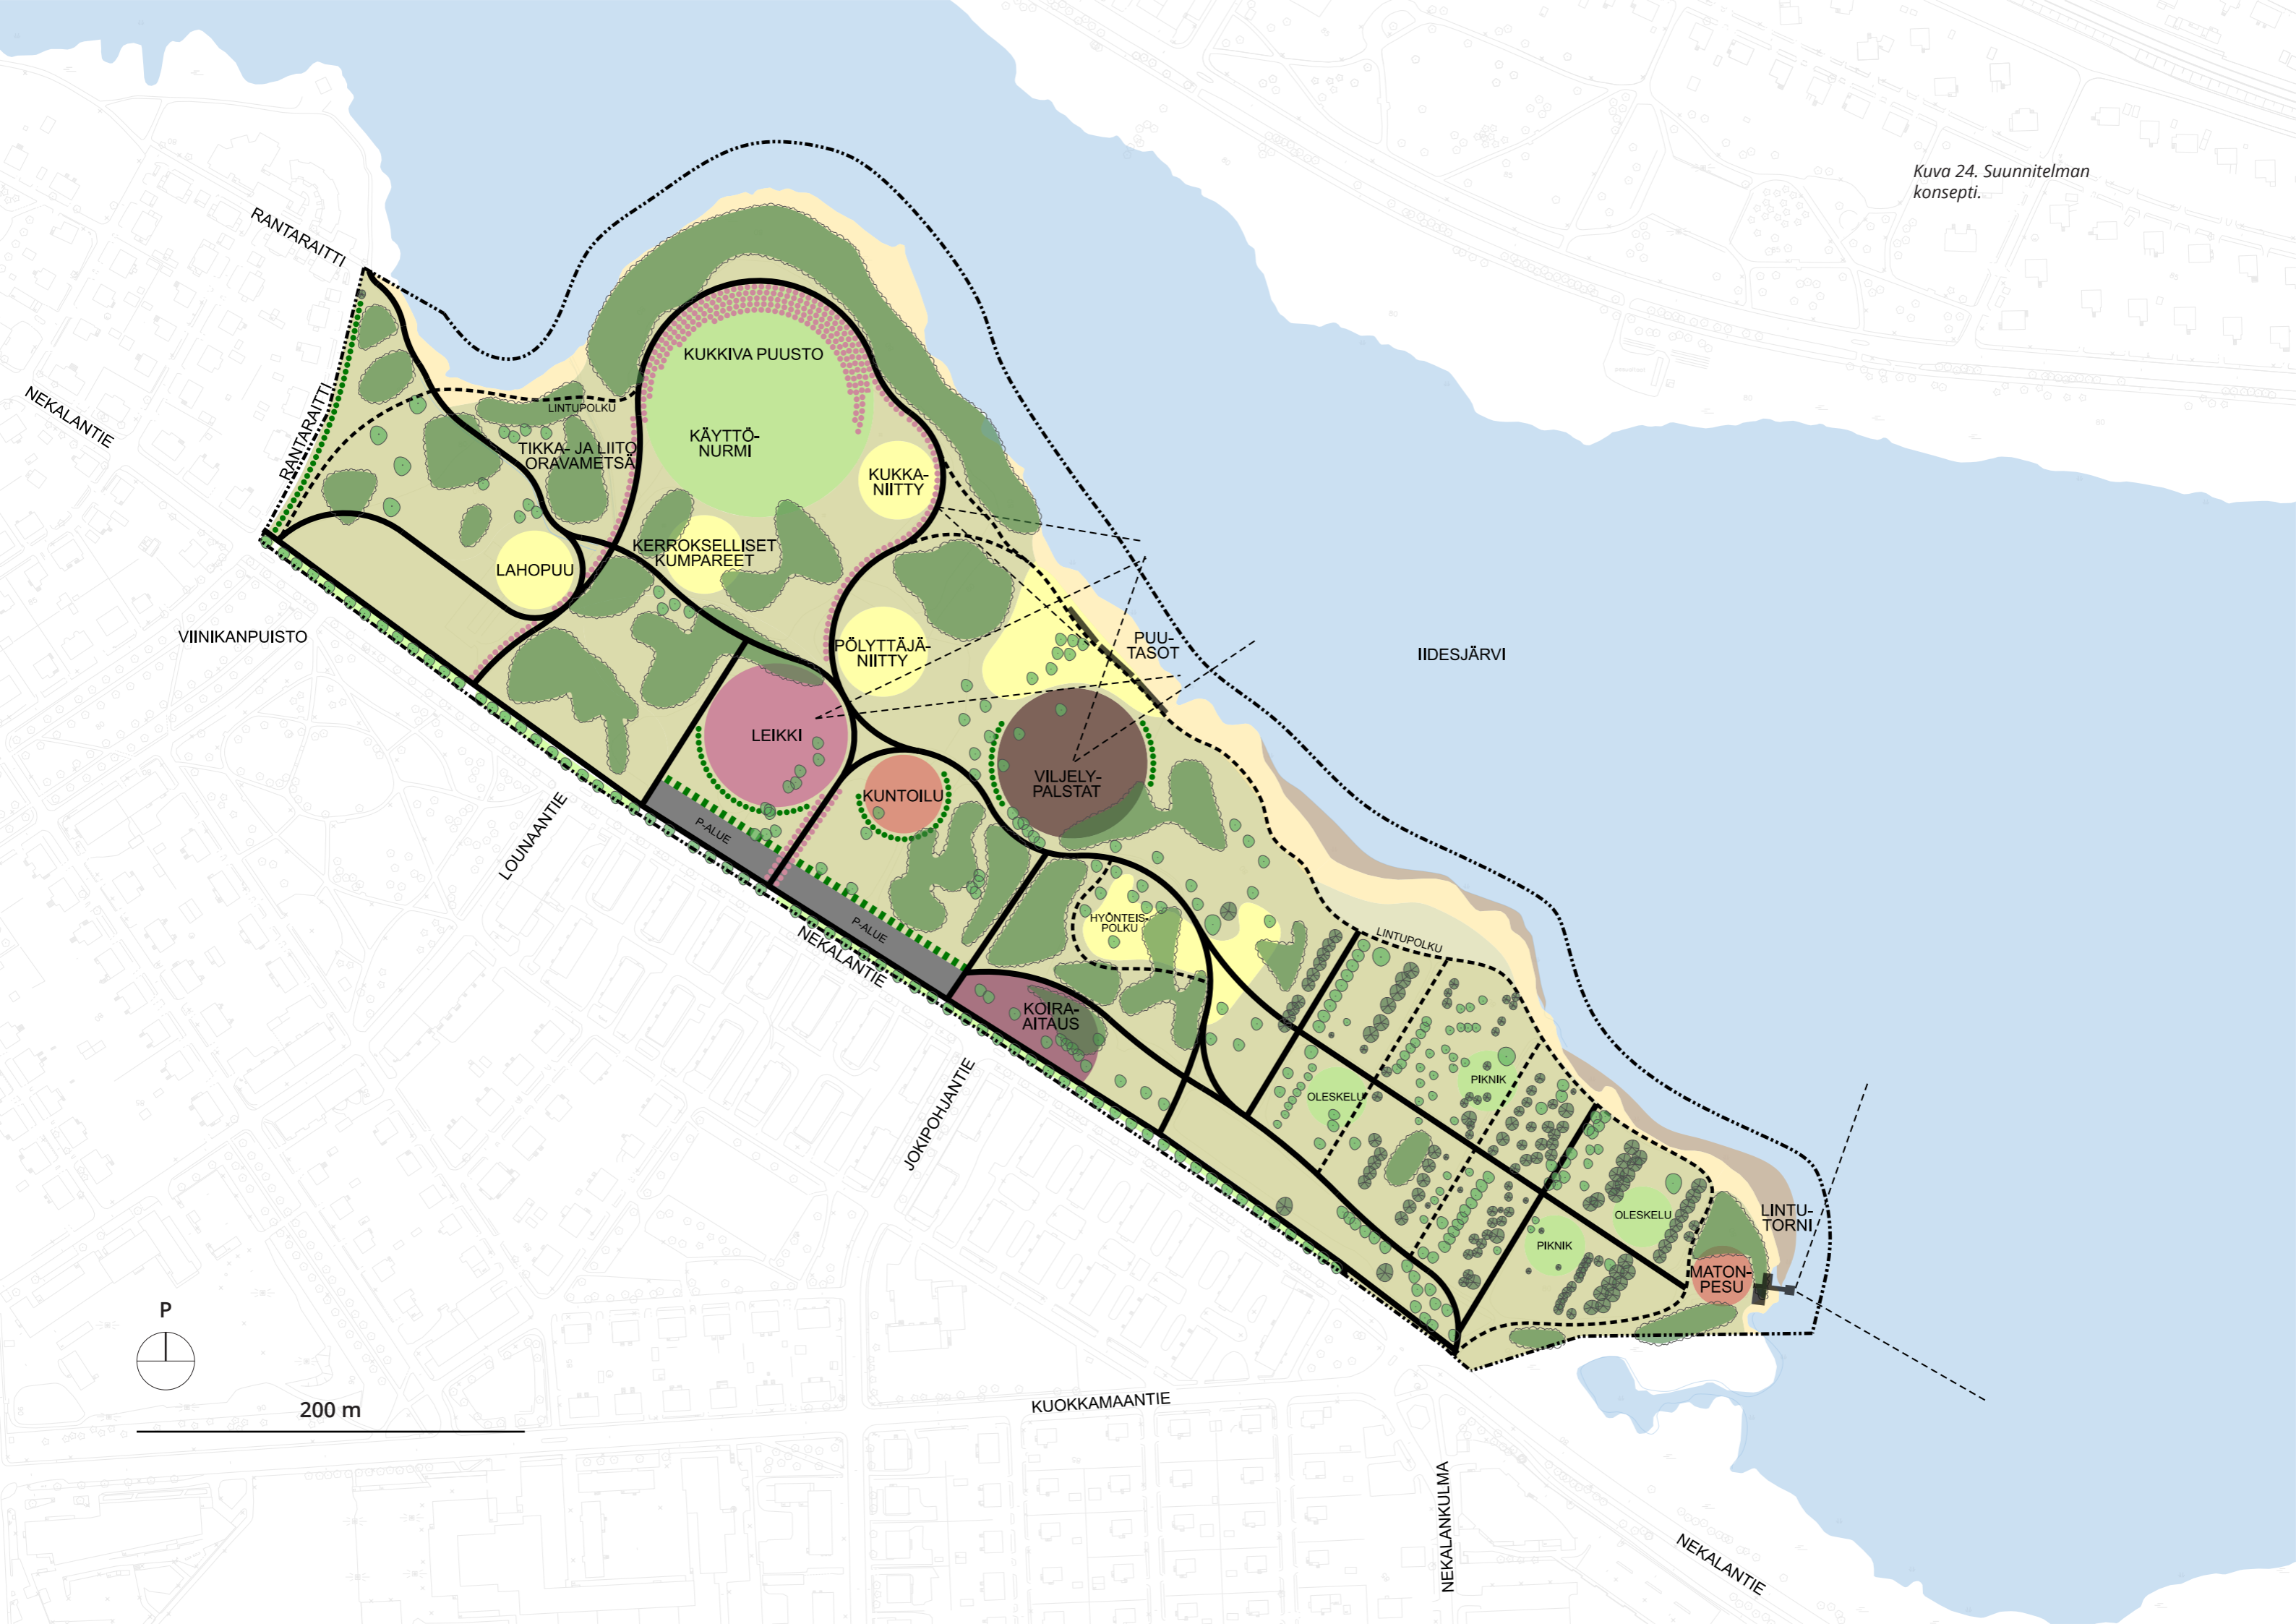 Kuva 24. Suunnitelman
konsepti.
RANTARAITTI
NEKALANTIE
RANTARAITTI
KUKKIVA PUUSTO
LINTUPOLKU
KÄYTTÖ-
NURMI
TIKKA- JA LIITO
ORAVAMETSÄ
KUKKA-
NIITTY
KERROKSELLISET
KUMPAREET
LAHOPUU
VIINIKANPUISTO
PÖLYTTÄJÄ-
NIITTY
PUU-
TASOT
IIDESJÄRVI
LEIKKI
VILJELY-
PALSTAT
KUNTOILU
P-ALUE
LOUNAANTIE
P-ALUE
HYÖNTEIS-
POLKU
NEKALANTIE
LINTUPOLKU
KOIRA-
AITAUS
JOKIPOHJANTIE
OLESKELU
PIKNIK
OLESKELU
LINTU-
TORNI
PIKNIK
MATON-
PESU
P
200 m
KUOKKAMAANTIE
NEKALANKULMA
NEKALANTIE